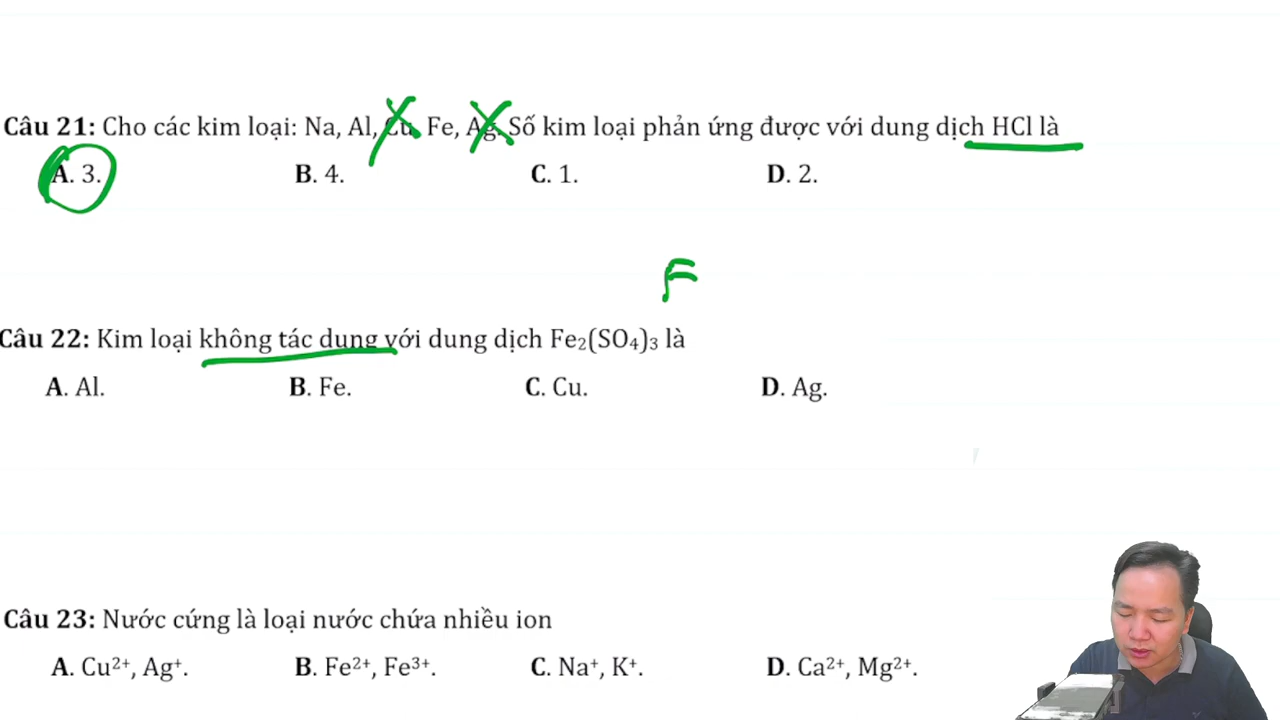 Câu 21: Cho các kim loại: Na, Al, Cu, Fe, Ag. Số kim loại phản ứng được với dung dịch HCl là
A. 3. B. 4. C. 1. D. 2.
F
Câu 22: Kim loại không tác dụng với dung dịch Fe₂(SO₄)₃ là
A. Al. B. Fe. C. Cu. D. Ag.
Câu 23: Nước cứng là loại nước chứa nhiều ion
A. Cu²⁺, Ag⁺. B. Fe²⁺, Fe³⁺. C. Na⁺, K⁺. D. Ca²⁺, Mg²⁺.